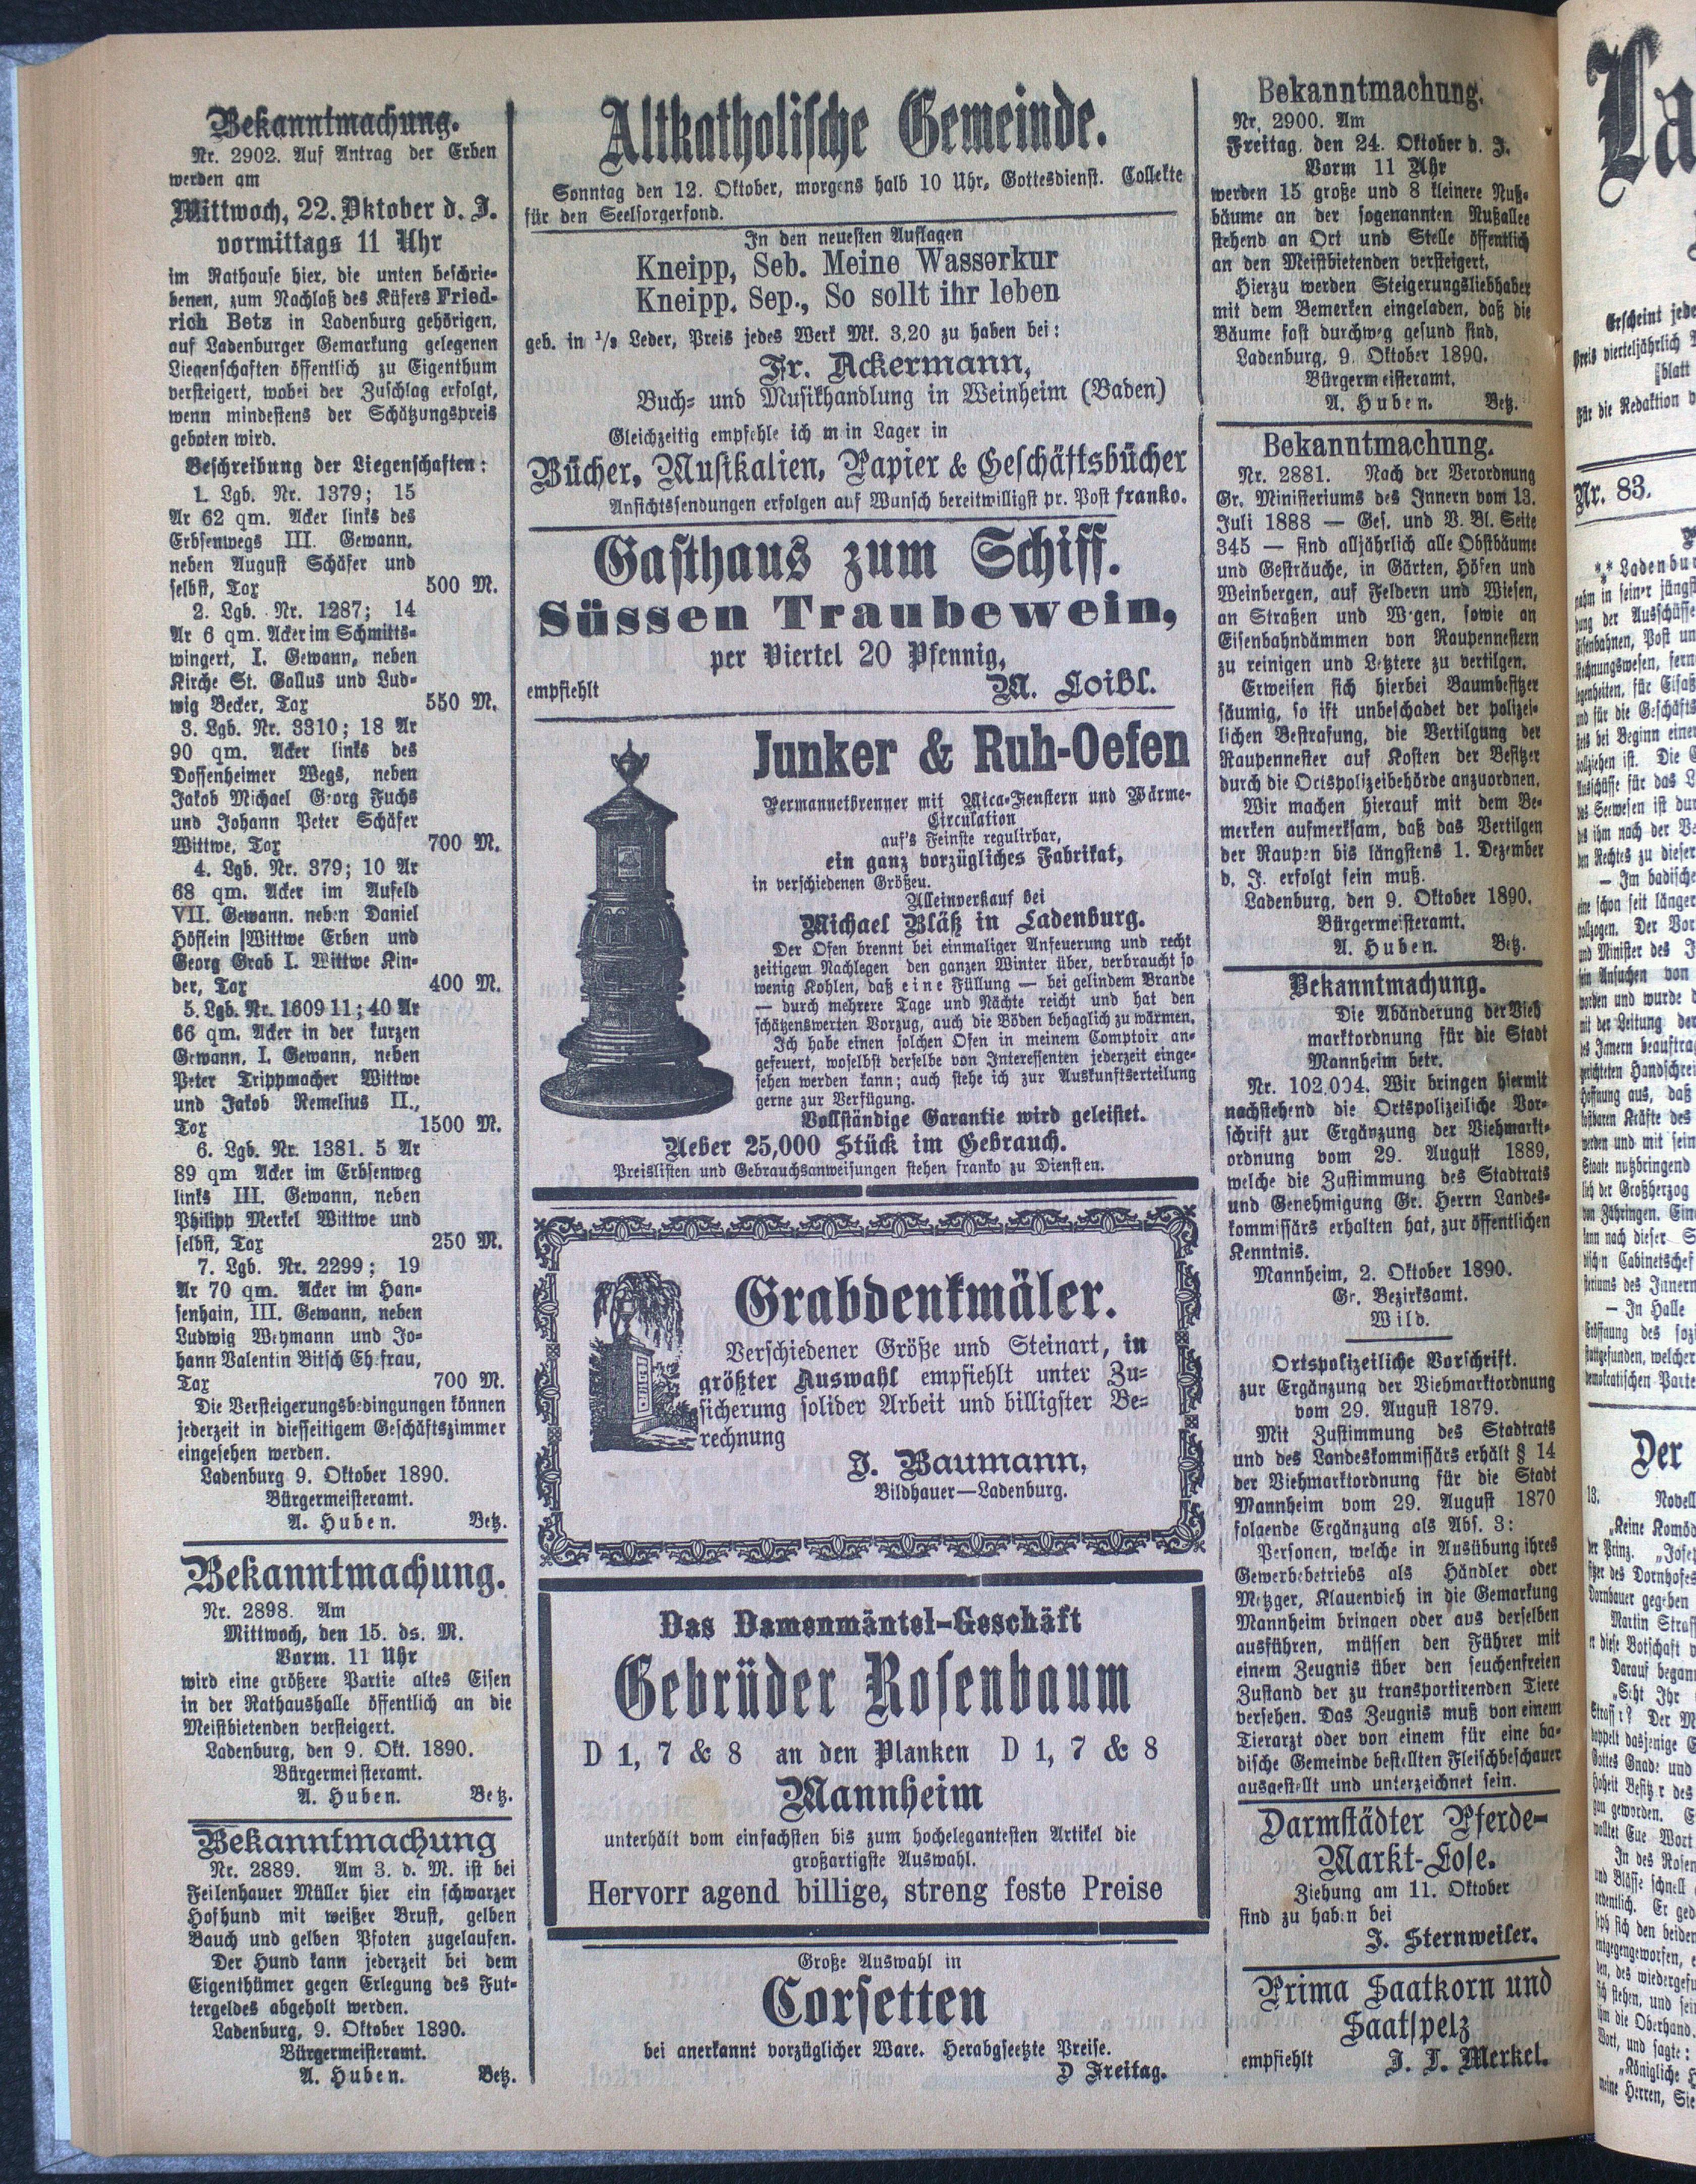 Bekanntmachung.
Nr. 2902. Auf Antrag der Erben
werden am
Mittwoch, 22. Oktober d. J.
vormittags 11 Uhr
im Rathause hier, die unten beschrie-
benen, zum Nachlaß des Küfers Fried-
rich Betz in Ladenburg gehörigen,
auf Ladenburger Gemarkung gelegenen
Liegenschaften öffentlich zu Eigenthum
versteigert, wobei der Zuschlag erfolgt,
wenn mindestens der Schätzungspreis
geboten wird.
Beschreibung der Liegenschaften:
1. Lgb. Nr. 1379; 15
Ar 62 qm. Acker links des
Erbsenwegs III. Gewann,
neben August Schäfer und
selbst, Tax 500 M.
2. Lgb. Nr. 1287; 14
Ar 6 qm. Acker im Schmitts-
wingert, I. Gewann, neben
Kirche St. Gallus und Lud-
wig Becker, Tax 550 M.
3. Lgb. Nr. 3310; 18 Ar
90 qm. Acker links des
Dossenheimer Wegs, neben
Jakob Michael Georg Fuchs
und Johann Peter Schäfer
Wittwe, Tax 700 M.
4. Lgb. Nr. 379; 10 Ar
68 qm. Acker im Aufeld
VII. Gewann. neben Daniel
Höflein Wittwe Erben und
Georg Grab I. Wittwe Kin-
der, Tax 400 M.
5. Lgb. Nr. 1609 11; 40 Ar
66 qm. Acker in der kurzen
Gewann, I. Gewann, neben
Peter Trippmacher Wittwe
und Jakob Remelius II.,
Tax 1500 M.
6. Lgb. Nr. 1381. 5 Ar
89 qm Acker im Erbsenweg
links III. Gewann, neben
Philipp Merkel Wittwe und
selbst, Tax 250 M.
7. Lgb. Nr. 2299; 19
Ar 70 qm. Acker im Han-
senhain, III. Gewann, neben
Ludwig Weymann und Jo-
hann Valentin Bitsch Eh.frau,
Tax 700 M.
Die Versteigerungsbedingungen können
jederzeit in diesseitigem Geschäftszimmer
eingesehen werden.
Ladenburg 9. Oktober 1890.
Bürgermeisteramt.
A. Huben. Betz.
Bekanntmachung.
Nr. 2898. Am
Mittwoch, den 15. ds. M.
Vorm. 11 Uhr
wird eine größere Partie altes Eisen
in der Rathaushalle öffentlich an die
Meistbietenden versteigert.
Ladenburg, den 9. Okt. 1890.
Bürgermeisteramt.
A. Huben. Betz.
Bekanntmachung
Nr. 2889. Am 3. d. M. ist bei
Feilenhauer Müller hier ein schwarzer
Hofhund mit weißer Brust, gelben
Bauch und gelben Pfoten zugelaufen.
Der Hund kann jederzeit bei dem
Eigenthümer gegen Erlegung des Fut-
tergeldes abgeholt werden.
Ladenburg, 9. Oktober 1890.
Bürgermeisteramt.
A. Huben. Betz.
Altkatholische Gemeinde.
Sonntag den 12. Oktober, morgens halb 10 Uhr, Gottesdienst. Collekte
für den Seelsorgerfond.
In den neuesten Auflagen
Kneipp, Seb. Meine Wasserkur
Kneipp, Sep., So sollt ihr leben
geb. in 1/2 Leder, Preis jedes Werk Mk. 3,20 zu haben bei:
Fr. Ackermann,
Buch- und Musikhandlung in Weinheim (Baden)
Gleichzeitig empfehle ich m in Lager in
Bücher, Musikalien, Papier & Geschäftsbücher
Ansichtssendungen erfolgen auf Wunsch bereitwilligst pr. Post franko.
Gasthaus zum Schiff.
Süssen Traubewein,
per Viertel 20 Pfennig,
empfiehlt M. Loibl.
Junker & Ruh-Oefen
Permanentbrenner mit Mica-Fenstern und Wärme-
Circulation
auf's Feinste regulirbar,
ein ganz vorzügliches Fabrikat,
in verschiedenen Größen.
Alleinverkauf bei
Michael Bläß in Ladenburg.
Der Ofen brennt bei einmaliger Anfeuerung und recht
zeitigem Nachlegen den ganzen Winter über, verbraucht so
wenig Kohlen, daß eine Füllung — bei gelindem Brande
— durch mehrere Tage und Nächte reicht und hat den
schätzenswerten Vorzug, auch die Böden behaglich zu wärmen.
Ich habe einen solchen Ofen in meinem Comptoir an-
gefeuert, woselbst derselbe von Interessenten jederzeit einge-
sehen werden kann; auch stehe ich zur Auskunftserteilung
gerne zur Verfügung.
Vollständige Garantie wird geleistet.
Ueber 25,000 Stück im Gebrauch.
Preislisten und Gebrauchsanweisungen stehen franko zu Diensten.
Grabdenkmäler.
Verschiedener Größe und Steinart, in
größter Auswahl empfiehlt unter Zu-
sicherung solider Arbeit und billigster Be-
rechnung
J. Baumann,
Bildhauer—Ladenburg.
Das Damenmäntel-Geschäft
Gebrüder Rosenbaum
D 1, 7 & 8 an den Planken D 1, 7 & 8
Mannheim
unterhält vom einfachsten bis zum hochelegantesten Artikel die
großartigste Auswahl.
Hervorr agend billige, streng feste Preise
Große Auswahl in
Corsetten
bei anerkannt vorzüglicher Ware. Herabgseetzte Preise.
D Freitag.
Bekanntmachung.
Nr. 2900. Am
Freitag, den 24. Oktober d. J.
Vorm 11 Uhr
werden 15 große und 8 kleinere Nuß-
bäume an der sogenannten Nußallee
stehend an Ort und Stelle öffentlich
an den Meistbietenden versteigert,
Hierzu werden Steigerungsliebhaber
mit dem Bemerken eingeladen, daß die
Bäume fast durchweg gesund sind,
Ladenburg, 9. Oktober 1890.
Bürgermeisteramt,
A. Huben. Betz.
Bekanntmachung.
Nr. 2881. Nach der Verordnung
Gr. Ministeriums des Innern vom 13.
Juli 1888 — Ges. und V. Bl. Seite
345 — sind alljährlich alle Obstbäume
und Gesträuche, in Gärten, Höfen und
Weinbergen, auf Feldern und Wiesen,
an Straßen und W·gen, sowie an
Eisenbahndämmen von Raupennestern
zu reinigen und Letztere zu vertilgen.
Erweisen sich hierbei Baumbesitzer
säumig, so ist unbeschadet der polizei-
lichen Bestrafung, die Vertilgung der
Raupennester auf Kosten der Besitzer
durch die Ortspolizeibehörde anzuordnen.
Wir machen hierauf mit dem Be-
merken aufmerksam, daß das Vertilgen
der Raupen bis längstens 1. Dezember
d. J. erfolgt sein muß.
Ladenburg, den 9. Oktober 1890.
Bürgermeisteramt.
A. Huben. Betz.
Bekanntmachung.
Die Abänderung der Vieh
marktordnung für die Stadt
Mannheim betr.
Nr. 102,004. Wir bringen hiermit
nachstehend die Ortspolizeiliche Vor-
schrift zur Ergänzung der Viehmarkt-
ordnung vom 29. August 1889,
welche die Zustimmung des Stadtrats
und Genehmigung Gr. Herrn Landes-
kommissärs erhalten hat, zur öffentlichen
Kenntnis.
Mannheim, 2. Oktober 1890.
Gr. Bezirksamt.
Wild.
Ortspolizeiliche Vorschrift.
zur Ergänzung der Viehmarktordnung
vom 29. August 1879.
Mit Zustimmung des Stadtrats
und des Landeskommissärs erhält § 14
der Viehmarktordnung für die Stadt
Mannheim vom 29. August 1870
folgende Ergänzung als Abs. 3:
Personen, welche in Ausübung ihres
Gewerbebetriebs als Händler oder
Metzger, Klauenvieh in die Gemarkung
Mannheim bringen oder aus derselben
ausführen, müssen den Führer mit
einem Zeugnis über den seuchenfreien
Zustand der zu transportirenden Tiere
versehen. Das Zeugnis muß von einem
Tierarzt oder von einem für eine ba-
dische Gemeinde bestellten Fleischbeschauer
ausgestellt und unterzeichnet sein.
Darmstädter Pferde-
Markt-Lose.
Ziehung am 11. Oktober
sind zu haben bei
J. Sternweiler.
Prima Saatkorn und
Saatspelz
empfiehlt J. F. Merkel.
La
Erscheint jede
Preis vierteljährlich
blatt
Für die Redaktion
Nr. 83.
Der